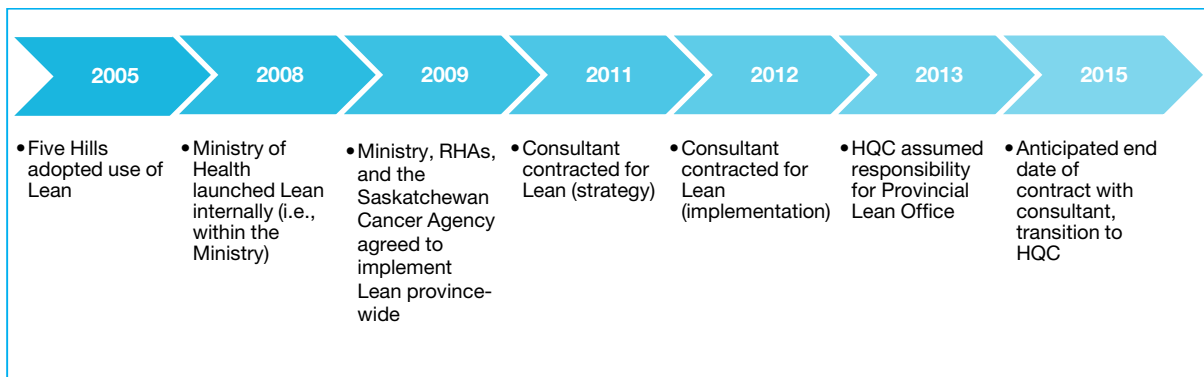 2005
2008
2009
2011
2012
2013
2015
•Five Hills
adopted use of
Lean
•Ministry of
Health
launched Lean
internally (i.e.,
within the
Ministry)
•Ministry, RHAs,
and the
Saskatchewan
Cancer Agency
agreed to
implement
Lean province-
wide
•Consultant
contracted for
Lean (strategy)
•Consultant
contracted for
Lean
(implementation)
•HQC assumed
responsibility
for Provincial
Lean Office
•Anticipated end
date of
contract with
consultant,
transition to
HQC